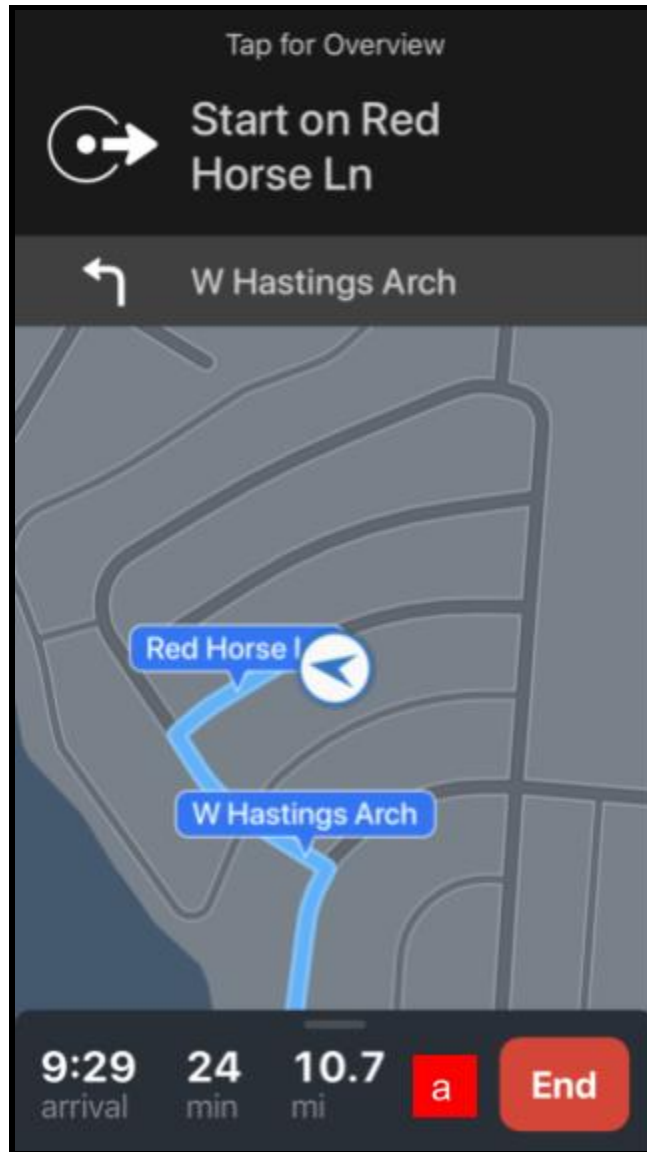 Tap for Overview
Start on Red
Horse Ln
W Hastings Arch
Red Horse
W Hastings Arch
9:29 24 10.7 a End
arrival min mi